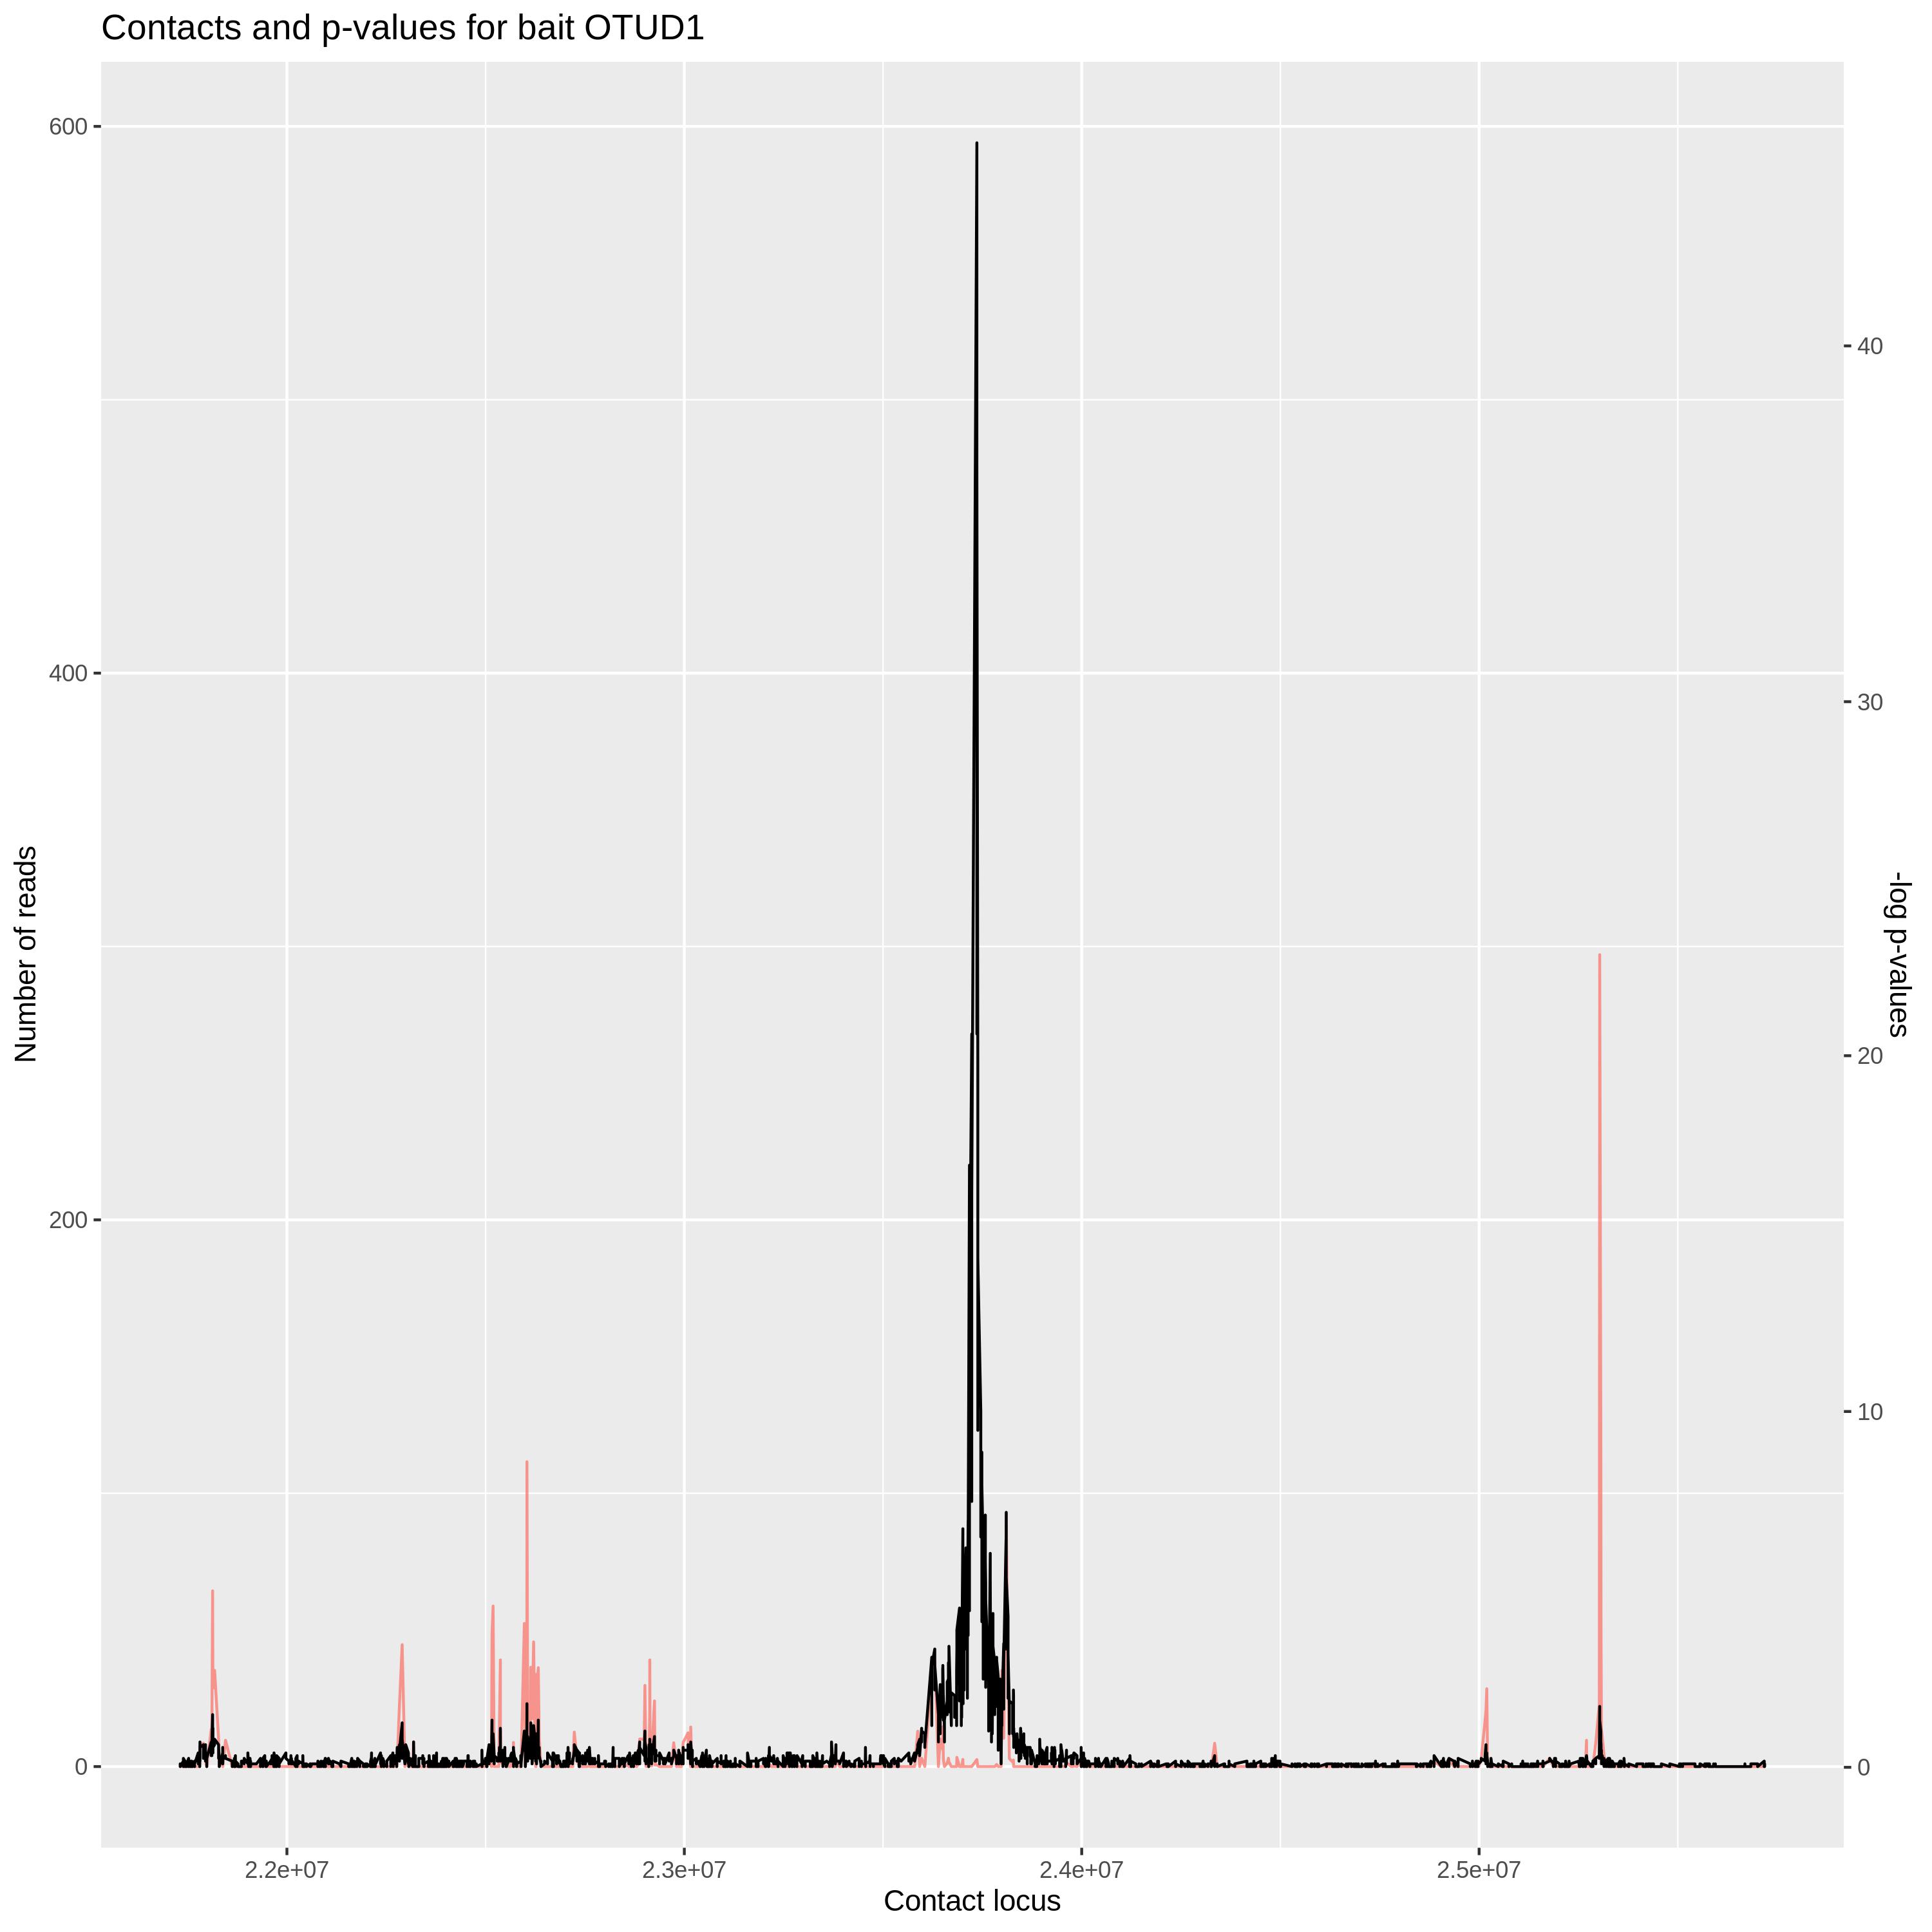 Contacts and p-values for bait OTUD1
600
400
200
0
Number of reads
40
30
20
10
0
-log p-values
2.2e+07
2.3e+07
2.4e+07
2.5e+07
Contact locus